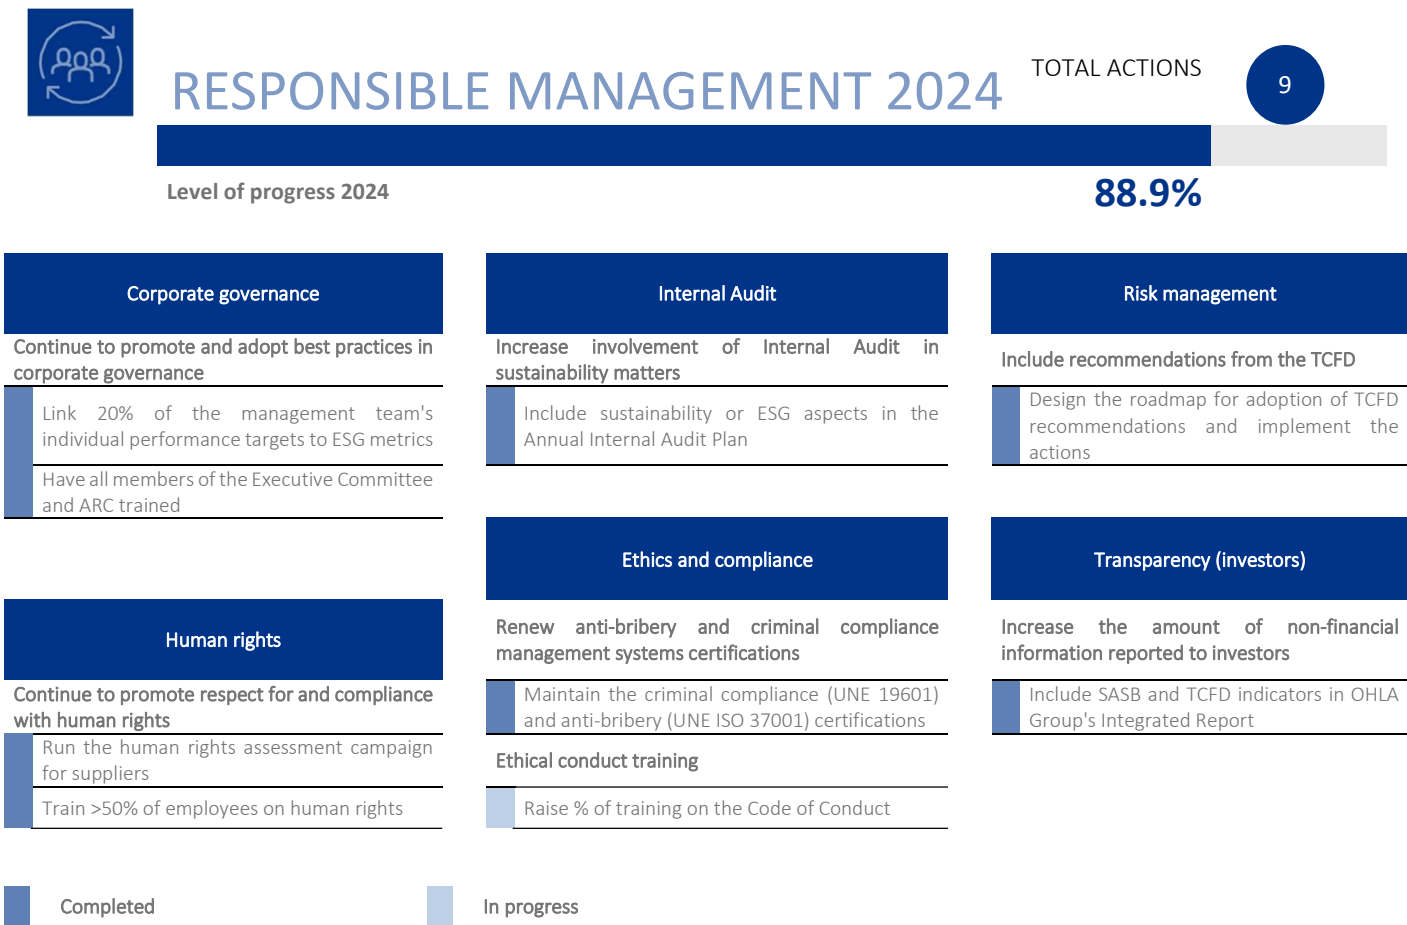 RESPONSIBLE MANAGEMENT 2024
TOTAL ACTIONS
9
Level of progress 2024
88.9%
Corporate governance
Continue to promote and adopt best practices in
corporate governance
Link 20% of the management team's
individual performance targets to ESG metrics
Have all members of the Executive Committee
and ARC trained
Human rights
Continue to promote respect for and compliance
with human rights
Run the human rights assessment campaign
for suppliers
Train >50% of employees on human rights
Internal Audit
Increase involvement of Internal Audit in
sustainability matters
Include sustainability or ESG aspects in the
Annual Internal Audit Plan
Ethics and compliance
Renew anti-bribery and criminal compliance
management systems certifications
Maintain the criminal compliance (UNE 19601)
and anti-bribery (UNE ISO 37001) certifications
Ethical conduct training
Raise % of training on the Code of Conduct
Risk management
Include recommendations from the TCFD
Design the roadmap for adoption of TCFD
recommendations and implement the
actions
Transparency (investors)
Increase the amount of non-financial
information reported to investors
Include SASB and TCFD indicators in OHLA
Group's Integrated Report
Completed
In progress